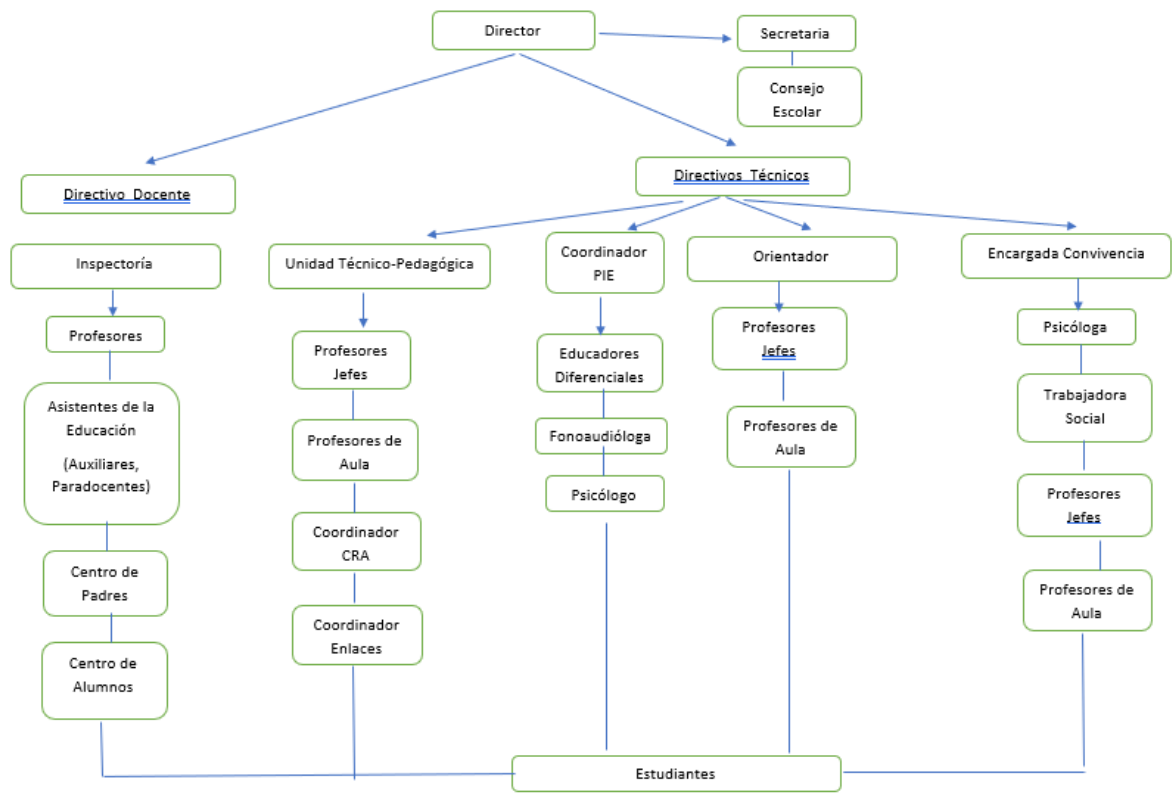 Director
Secretaria
Consejo
Escolar
Directivo Docente
Directivos Técnicos
Inspectoría
Profesores
Asistentes de la
Educación
(Auxiliares,
Paradocentes)
Centro de
Padres
Centro de
Alumnos
Unidad Técnico-Pedagógica
Profesores
Jefes
Profesores de
Aula
Coordinador
CRA
Coordinador
Enlaces
Coordinador
PIE
Educadores
Diferenciales
Fonoaudióloga
Psicólogo
Orientador
Profesores
Jefes
Profesores de
Aula
Encargada Convivencia
Psicóloga
Trabajadora
Social
Profesores
Jefes
Profesores de
Aula
Estudiantes